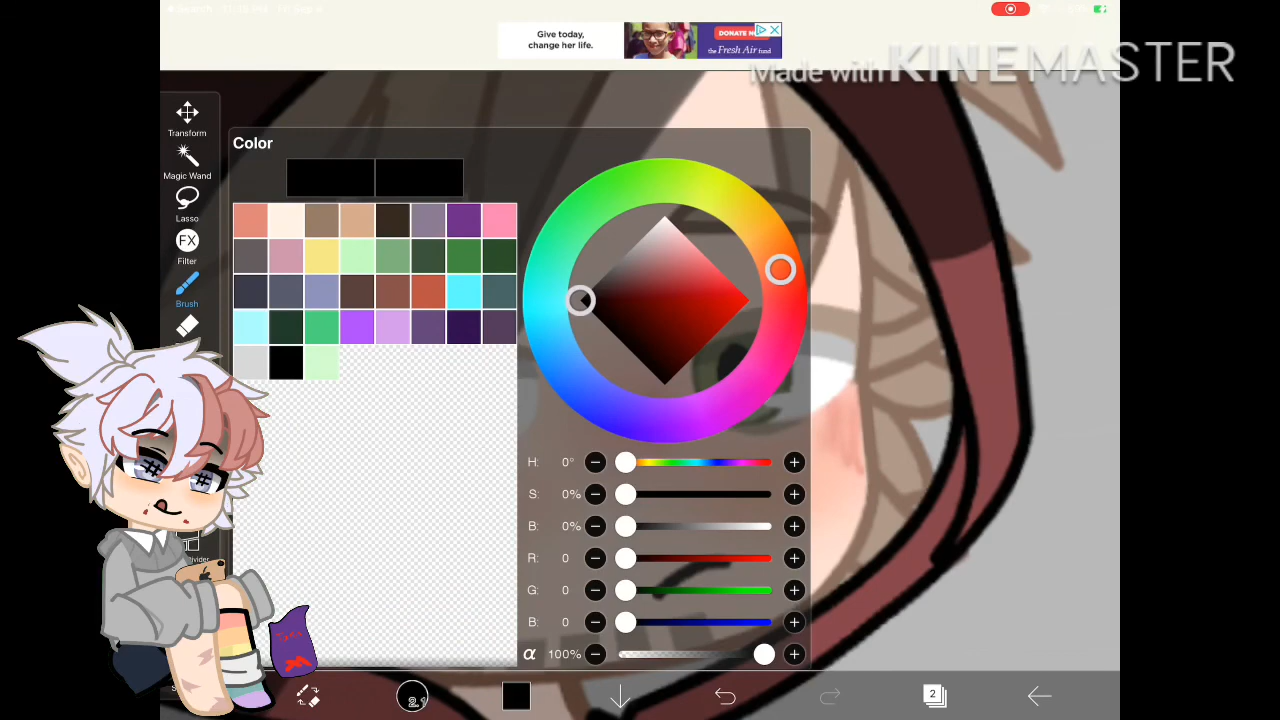 Give today,
change her life.
the Fresh Air fund
Made with KINEMASTER
Transform
Magic Wand
Lasso
FX
Filter
Brush
Color
H: 0°
S: 0%
B: 0%
R: 0
G: 0
B: 0
α 100%
2